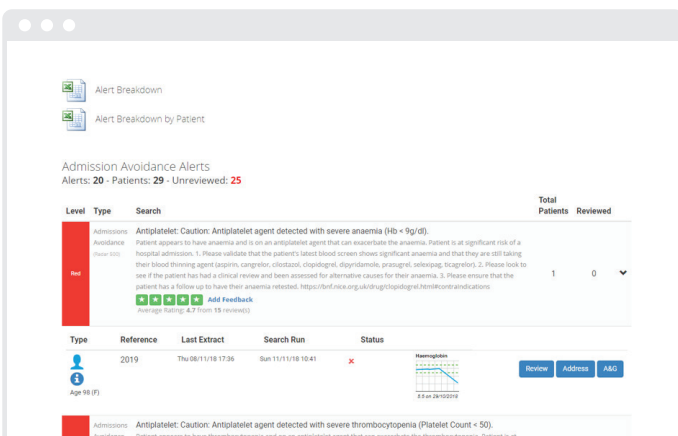 Alert Breakdown
Alert Breakdown by Patient
Admission Avoidance Alerts
Alerts: 20 - Patients: 29 - Unreviewed: 25
Level Type Search Total Patients Reviewed
Red
Admissions Avoidance
Antiplatelet: Caution: Antiplatelet agent detected with severe anaemia (Hb < 9g/dl).
Patient appears to have anaemia and is on an antiplatelet agent that can exacerbate the anaemia. Patient is at significant risk of a
hospital admission. 1. Please validate that the patient's latest blood screen shows significant anaemia and that they are still taking
their blood thinning agent (aspirin, cangrelor, cilostazol, clopidogrel, dipyridamole, prasugrel, selexipag, ticagrelor). 2. Please look to
see if the patient has had a clinical review and been assessed for alternative causes for their anaemia. 3. Please ensure that the
patient has a follow up to have their anaemia retested. https://bnf.nice.org.uk/drug/clopidogrel.html#contraindications
1 0
Add Feedback
Average Rating: 4.7 from 15 review(s)
Type Reference Last Extract Search Run Status
2019 Thu 08/11/18 17:36 Sun 11/11/18 10:41
Haemoglobin
Review Address A&G
Age 98 (F)
Admissions
Antiplatelet: Caution: Antiplatelet agent detected with severe thrombocytopenia (Platelet Count < 50).